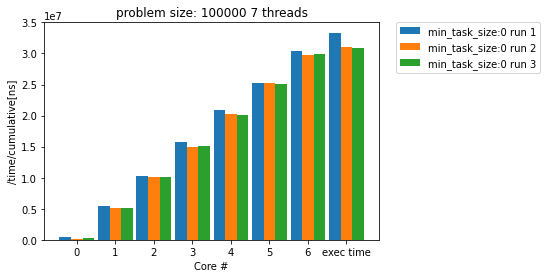 problem size: 100000 7 threads
1e7
3.5
3.0
2.5
2.0
1.5
1.0
0.5
0.0
/time/cumulative[ns]
0 1 2 3 4 5 6 exec time
Core #
min_task_size:0 run 1
min_task_size:0 run 2
min_task_size:0 run 3